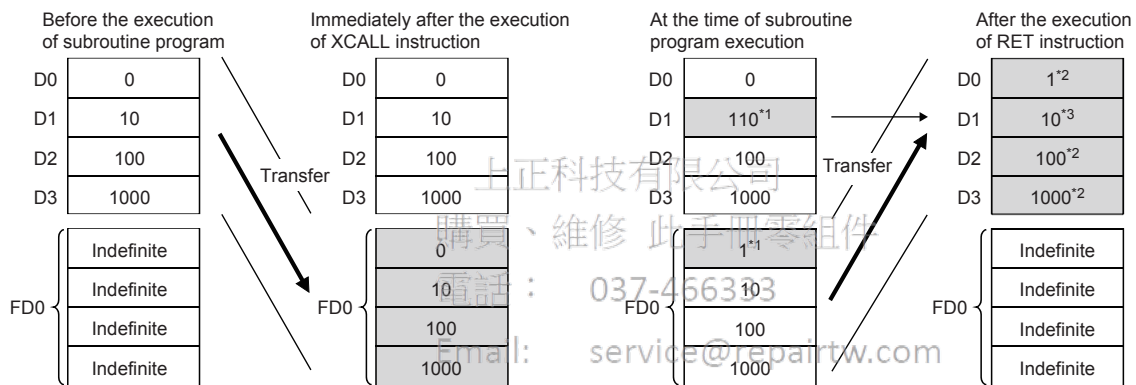 Before the execution
of subroutine program
Immediately after the execution
of XCALL instruction
At the time of subroutine
program execution
After the execution
of RET instruction
D0 0
D1 10
D2 100
D3 1000
FD0
Indefinite
Indefinite
Indefinite
Indefinite
Transfer
D0 0
D1 10
D2 100
D3 1000
FD0
0
10
100
1000
D0 0
D1 110*1
D2 100
D3 1000
FD0
1*1
10
100
1000
Transfer
D0 1*2
D1 10*3
D2 100*2
D3 1000*2
FD0
Indefinite
Indefinite
Indefinite
Indefinite
上正科技有限公司
購買、維修 此手冊零組件
電話： 037-466333
Email: service@repairtw.com